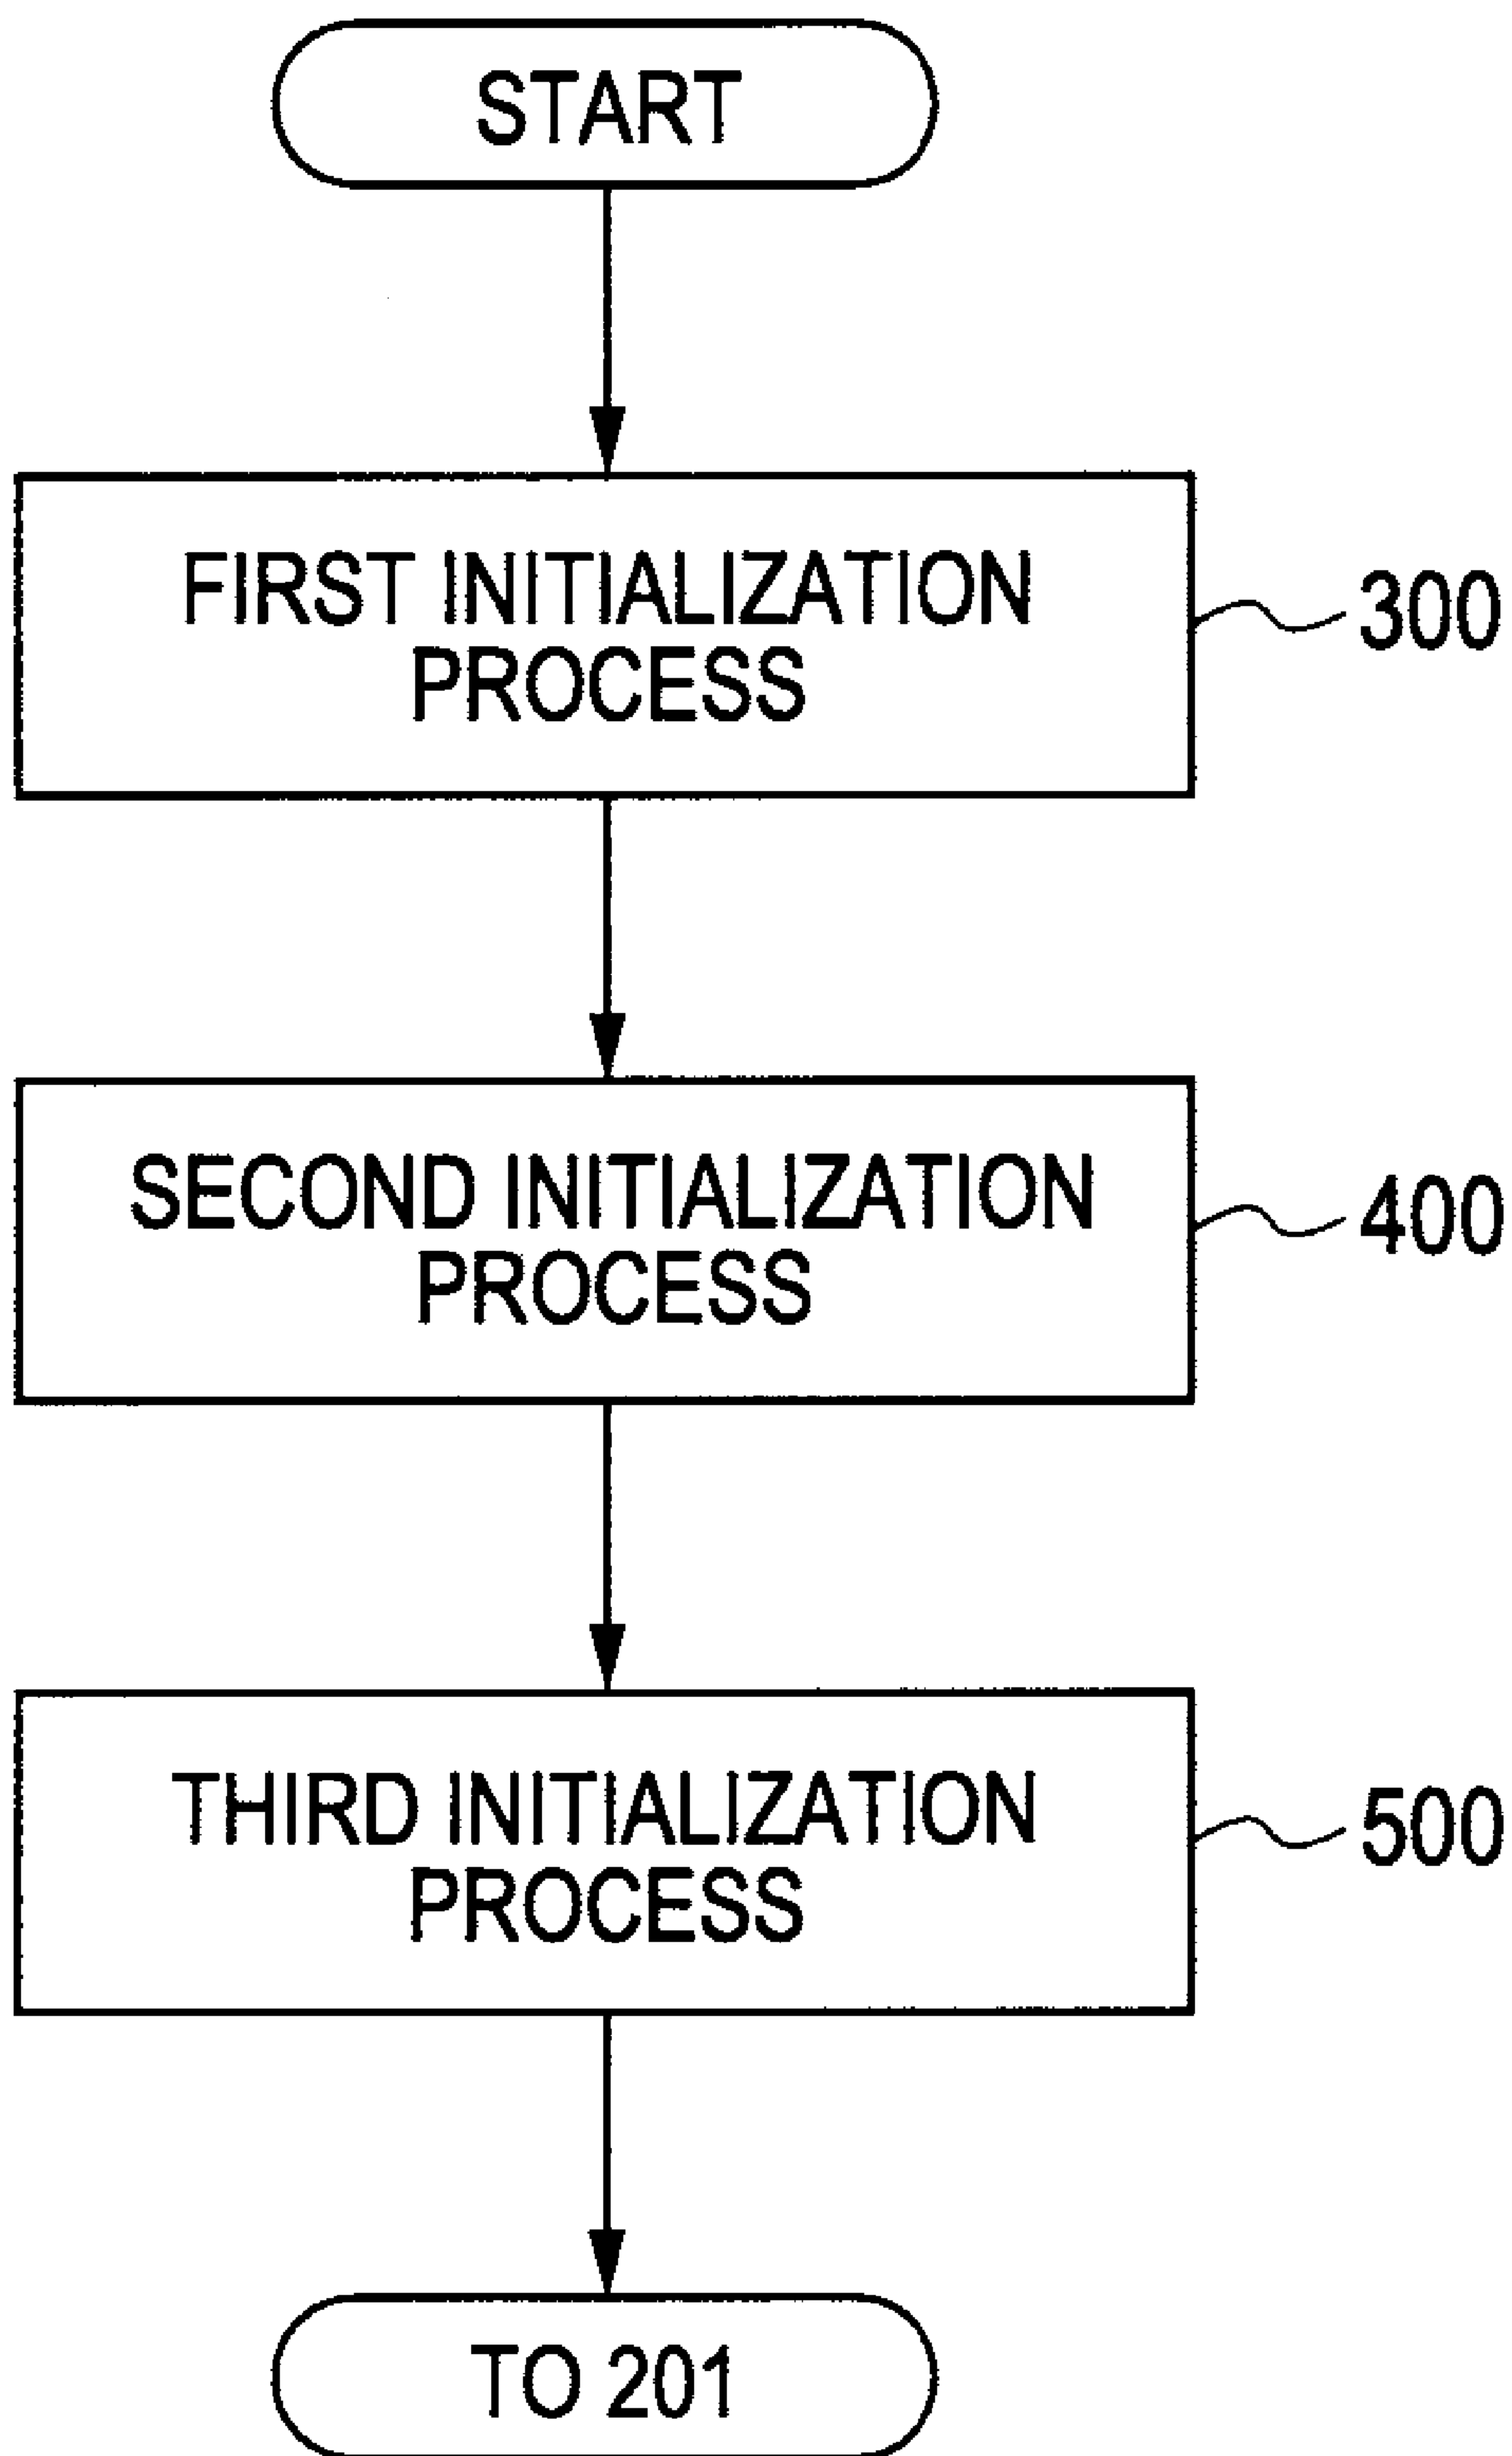 START
FIRST INITIALIZATION
PROCESS
300
SECOND INITIALIZATION
PROCESS
400
THIRD INITIALIZATION
PROCESS
500
TO 201